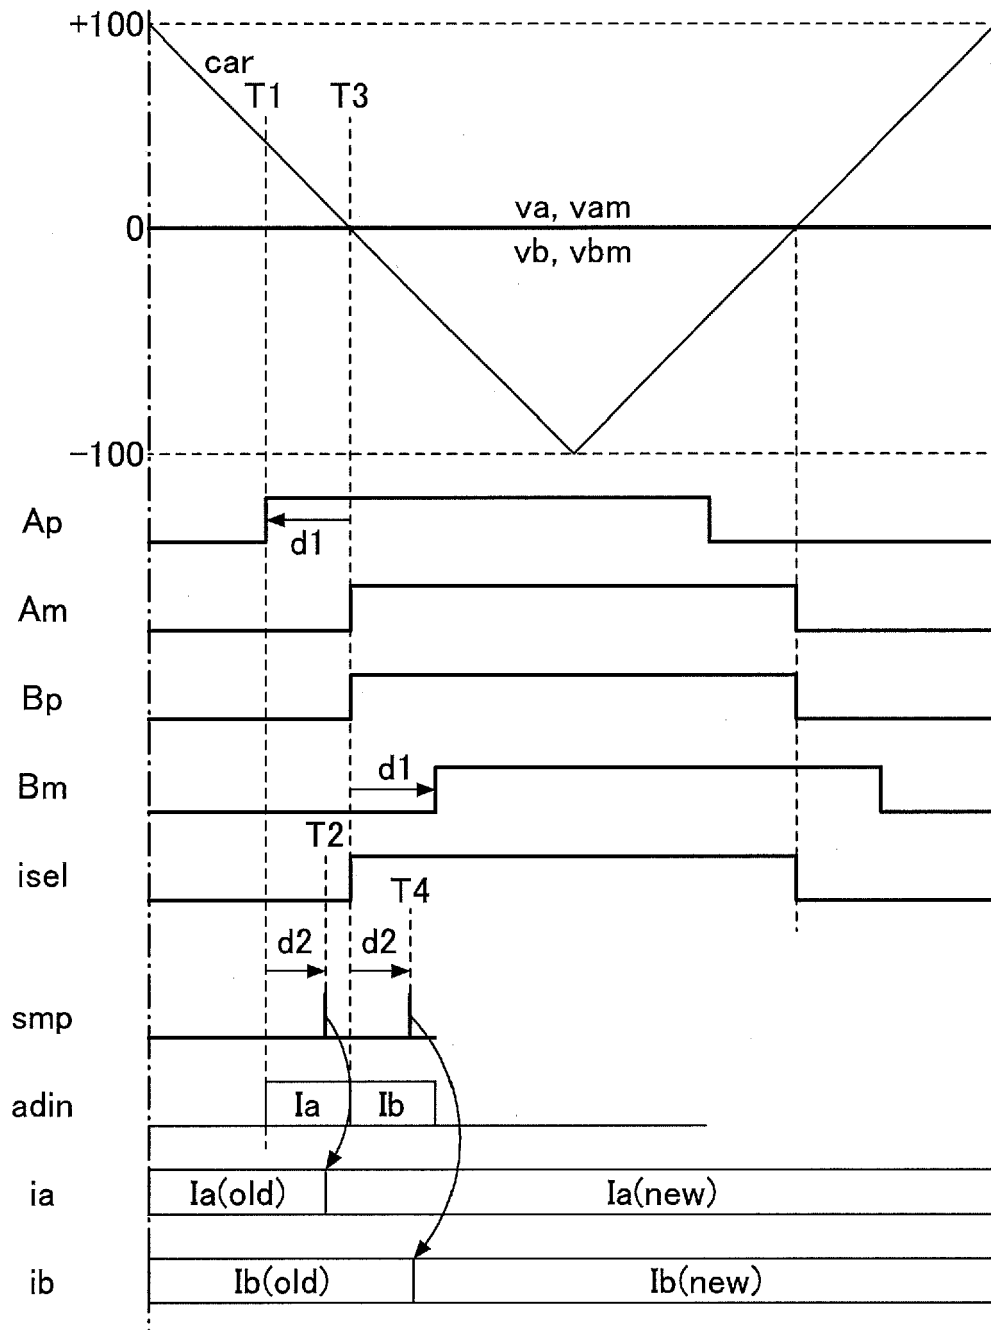 +100
car
T1 T3
0
va, vam
vb, vbm
-100
Ap
d1
Am
Bp
Bm
d1
T2
isel
T4
d2 d2
smp
adin
Ia Ib
ia
Ia(old) Ia(new)
ib
Ib(old) Ib(new)